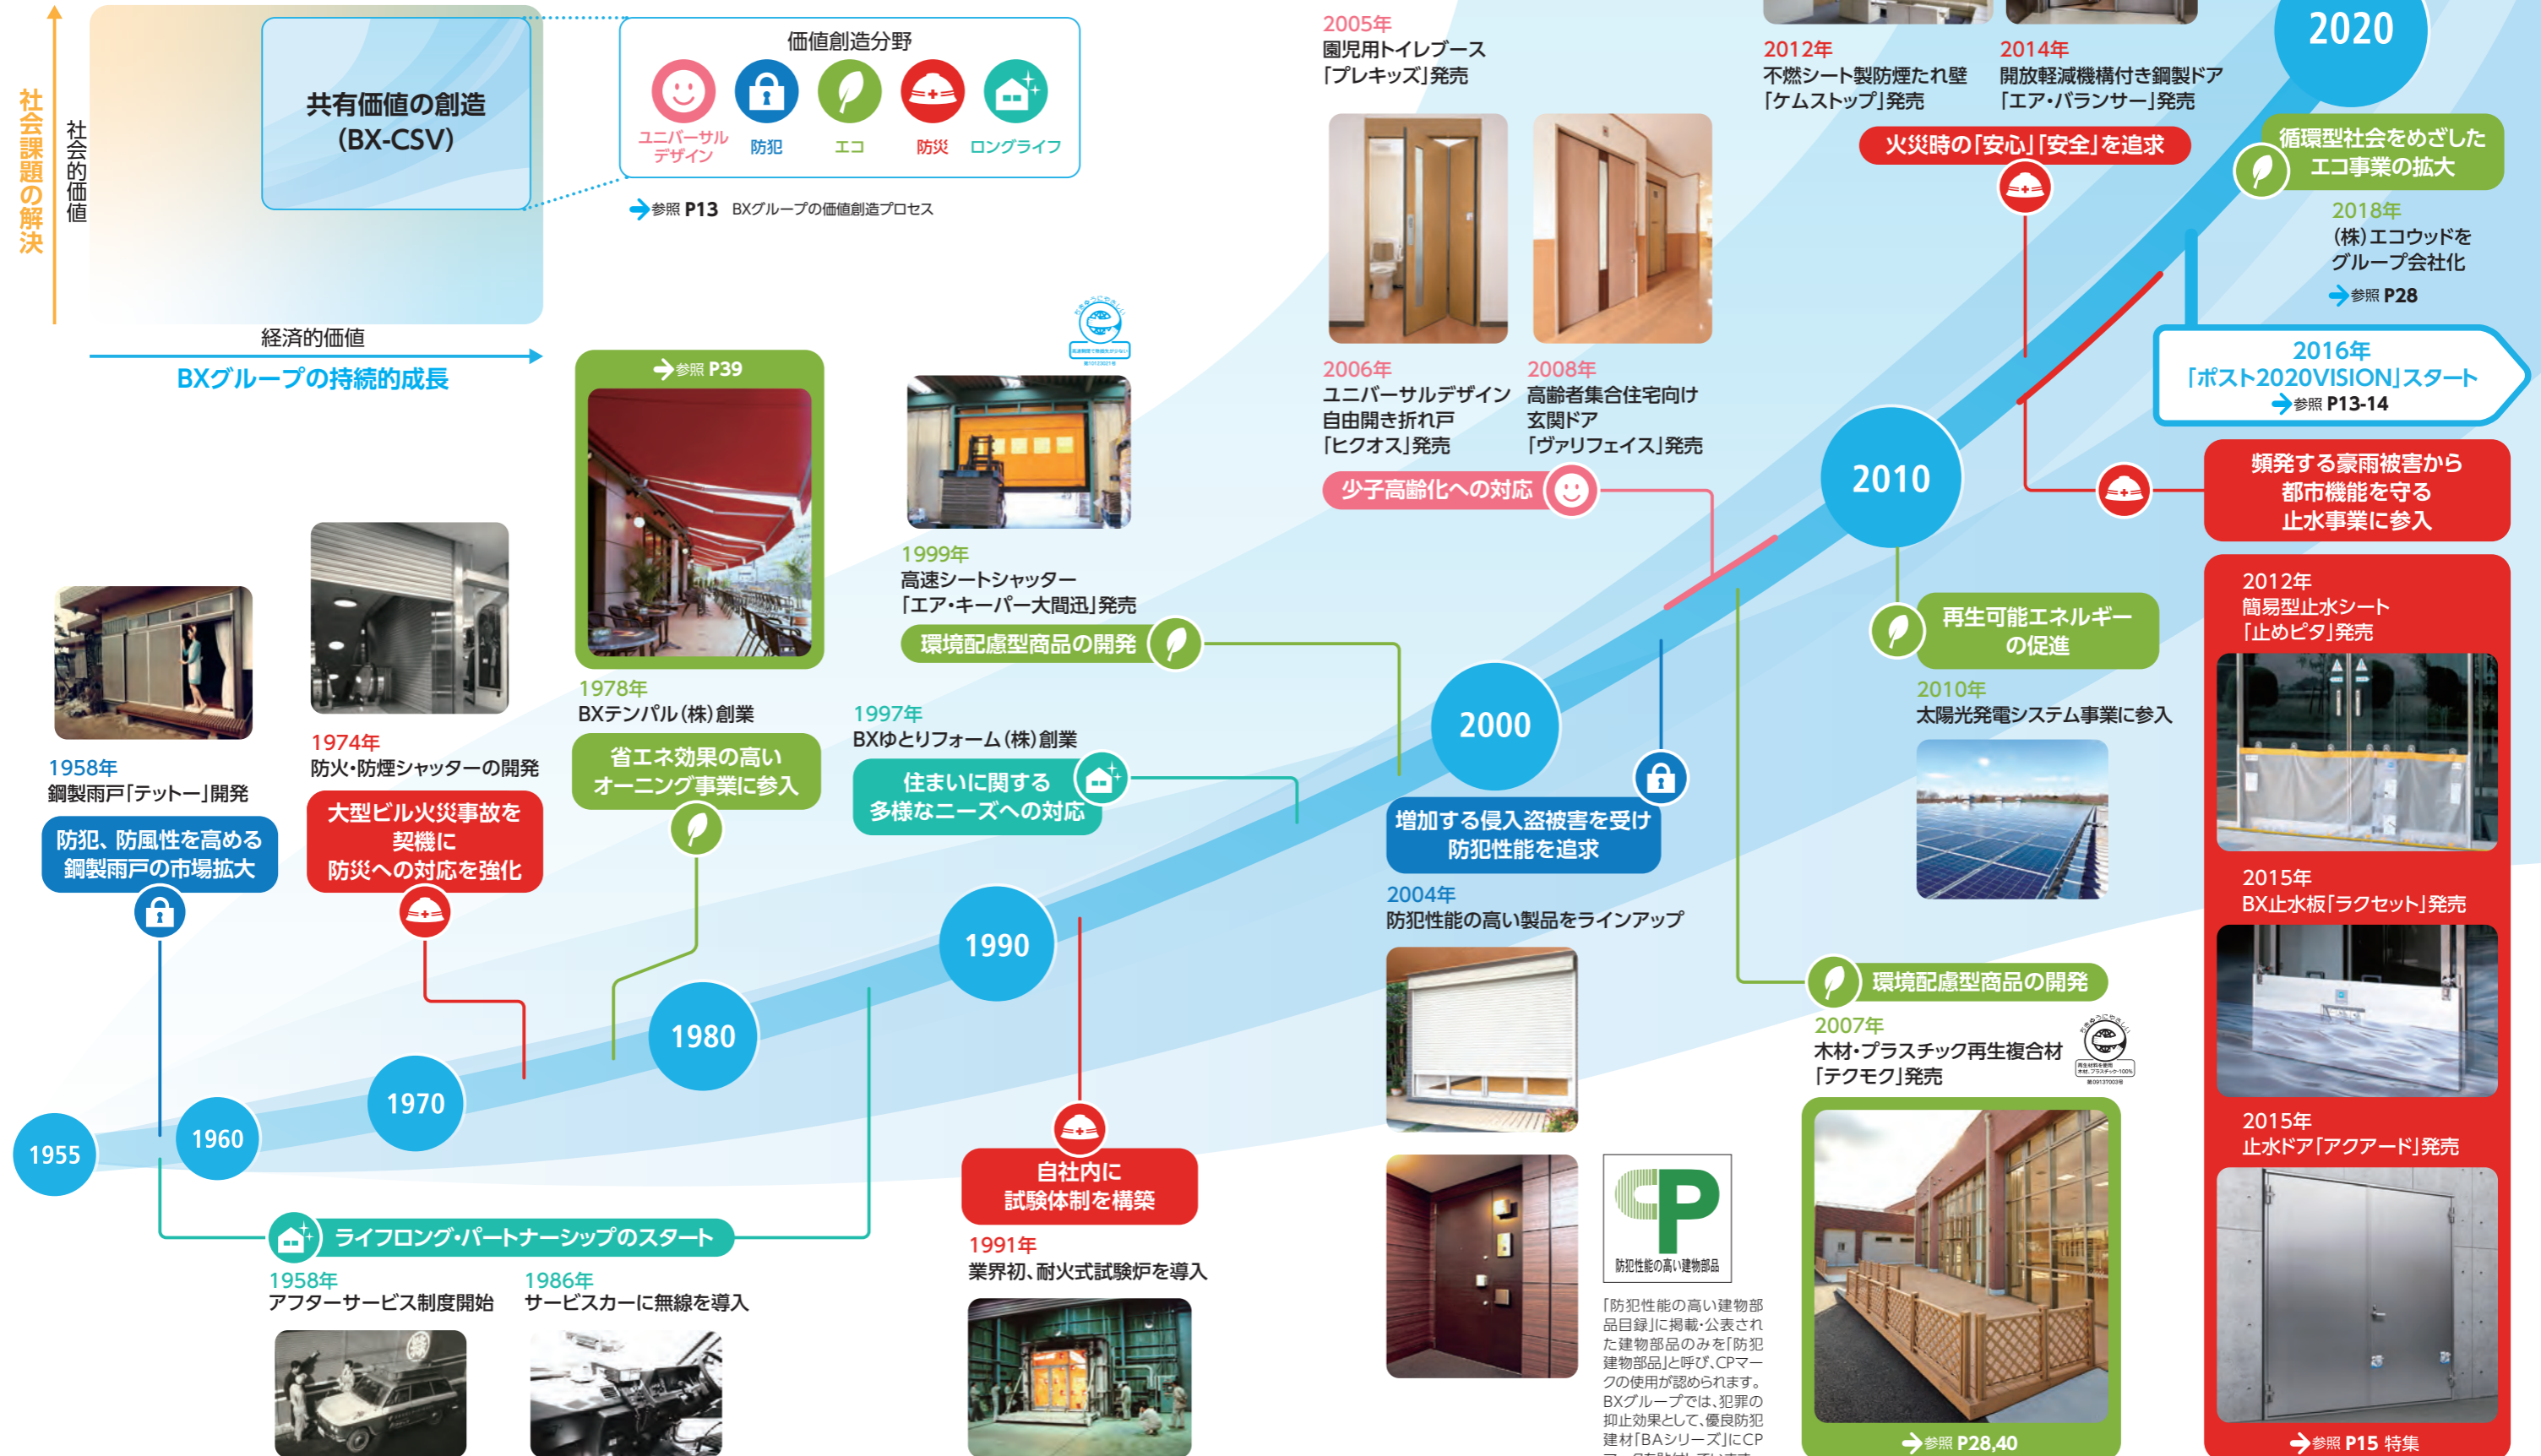 社会課題の解決
社会的価値
共有価値の創造
(BX-CSV)
経済的価値
BXグループの持続的成長
価値創造分野
ユニバーサル
デザイン
防犯
エコ
防災
ロングライフ
参照 P13 BXグループの価値創造プロセス
1955
1960
1970
1980
1990
2000
2010
2020
1958年
鋼製雨戸「テットー」開発
防犯、防風性を高める
鋼製雨戸の市場拡大
1974年
防火・防煙シャッターの開発
大型ビル火災事故を
契機に
防災への対応を強化
参照 P39
1978年
BXテンパル(株)創業
省エネ効果の高い
オーニング事業に参入
1999年
高速シートシャッター
「エア・キーパー大間迅」発売
環境配慮型商品の開発
1997年
BXゆとりフォーム(株)創業
住まいに関する
多様なニーズへの対応
ライフロング・パートナーシップのスタート
1958年
アフターサービス制度開始
1986年
サービスカーに無線を導入
自社内に
試験体制を構築
1991年
業界初、耐火式試験炉を導入
2005年
園児用トイレブース
「プレキッズ」発売
2006年
ユニバーサルデザイン
自由開き折れ戸
「ヒクオス」発売
2008年
高齢者集合住宅向け
玄関ドア
「ヴァリフェイス」発売
少子高齢化への対応
増加する侵入盗被害を受け
防犯性能を追求
2004年
防犯性能の高い製品をラインアップ
CP
防犯性能の高い建物部品
「防犯性能の高い建物部
品目録」に掲載・公表され
た建物部品のみを「防犯
建物部品」と呼び、CPマー
クの使用が認められます。
BXグループでは、犯罪の
抑止効果として、優良防犯
建材「BAシリーズ」にCP
2012年
不燃シート製防煙たれ壁
「ケムストップ」発売
2014年
開放軽減機構付き鋼製ドア
「エア・バランサー」発売
火災時の「安心」「安全」を追求
循環型社会をめざした
エコ事業の拡大
2018年
(株)エコウッドを
グループ会社化
参照 P28
2016年
「ポスト2020VISION」スタート
参照 P13-14
再生可能エネルギー
の促進
2010年
太陽光発電システム事業に参入
環境配慮型商品の開発
2007年
木材・プラスチック再生複合材
「テクモク」発売
参照 P28,40
頻発する豪雨被害から
都市機能を守る
止水事業に参入
2012年
簡易型止水シート
「止めピタ」発売
2015年
BX止水板「ラクセット」発売
2015年
止水ドア「アクアード」発売
参照 P15 特集